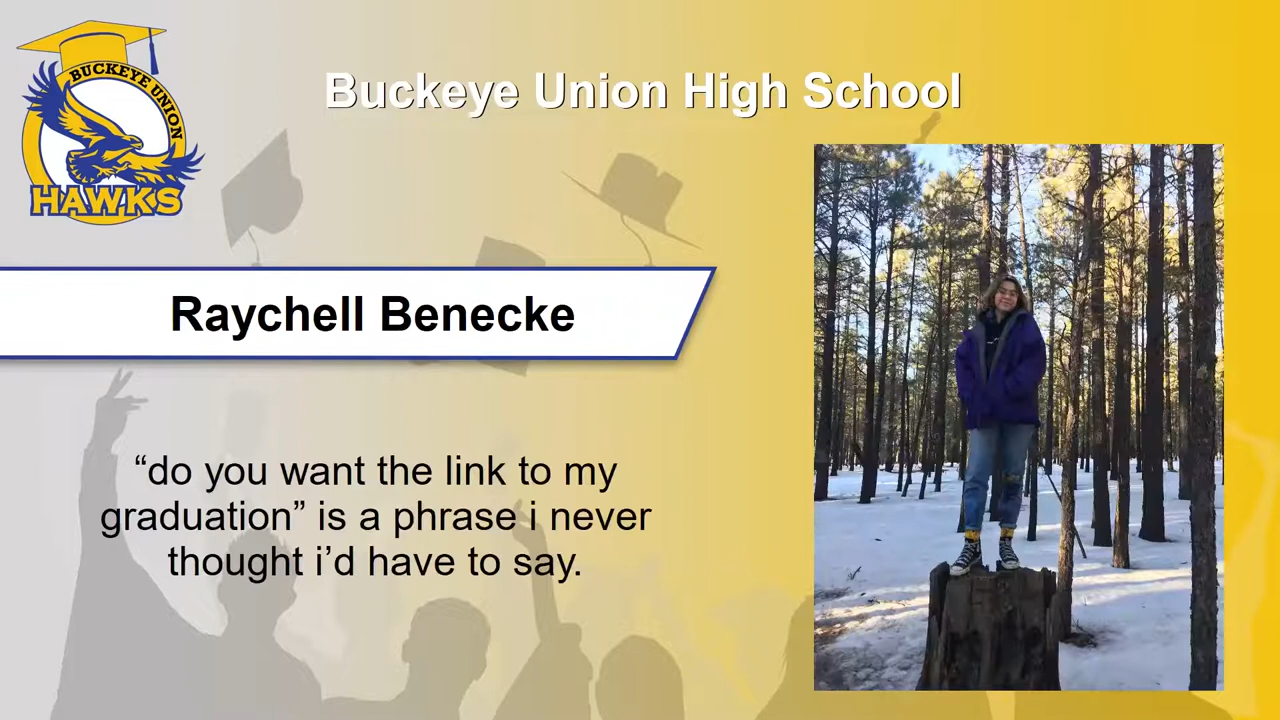 BUCKEYE UNION
HAWKS
Buckeye Union High School
Raychell Benecke
“do you want the link to my
graduation” is a phrase i never
thought i’d have to say.